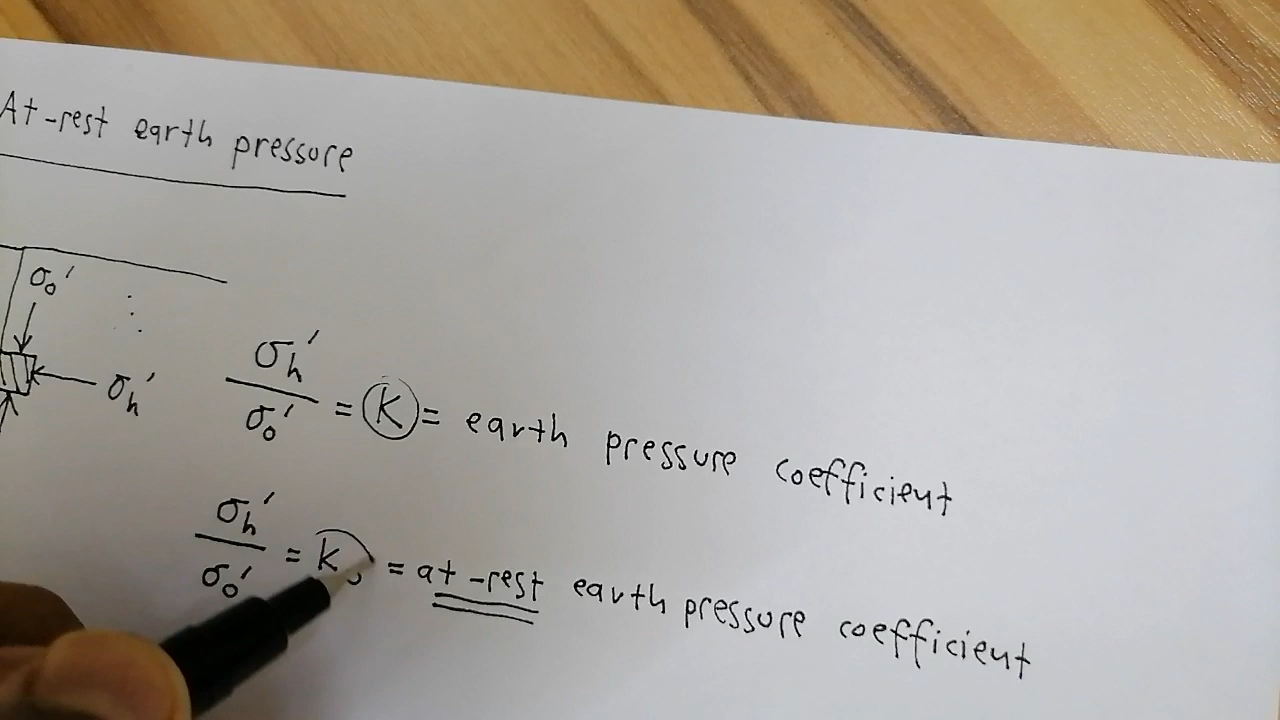 At-rest earth pressure
σ₀'
σₕ'
σₕ'/σ₀' = K = earth pressure coefficient
σₕ'/σ₀' = K₀ = at-rest earth pressure coefficient